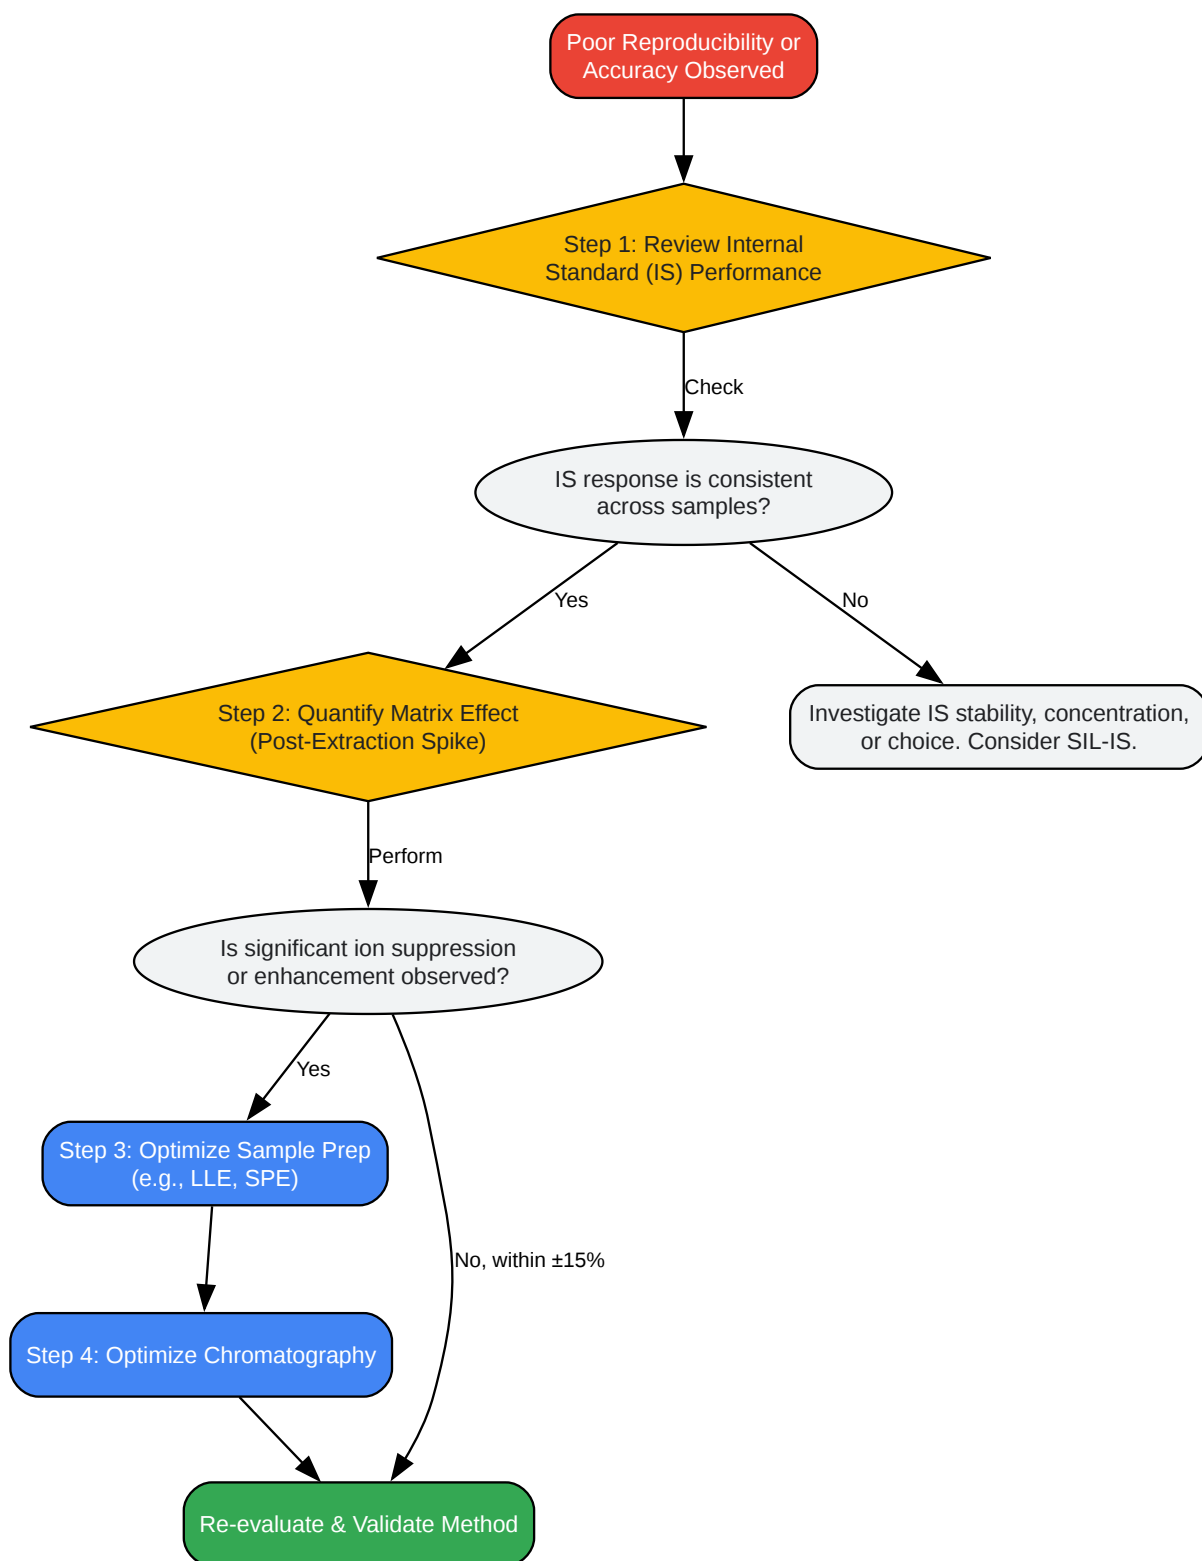 Poor Reproducibility or
Accuracy Observed
Step 1: Review Internal
Standard (IS) Performance
Check
IS response is consistent
across samples?
Yes
No
Step 2: Quantify Matrix Effect
(Post-Extraction Spike)
Investigate IS stability, concentration,
or choice. Consider SIL-IS.
Perform
Is significant ion suppression
or enhancement observed?
Yes
Step 3: Optimize Sample Prep
(e.g., LLE, SPE)
No, within ±15%
Step 4: Optimize Chromatography
Re-evaluate & Validate Method